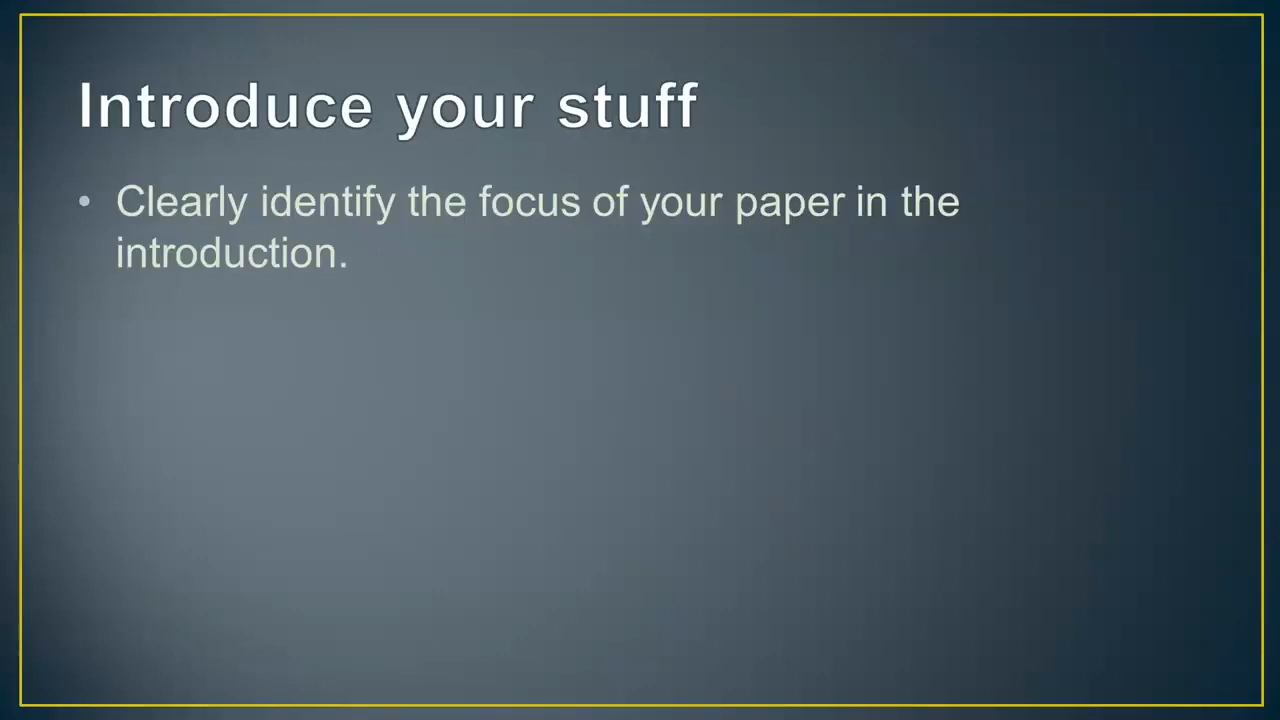 Introduce your stuff
• Clearly identify the focus of your paper in the
introduction.